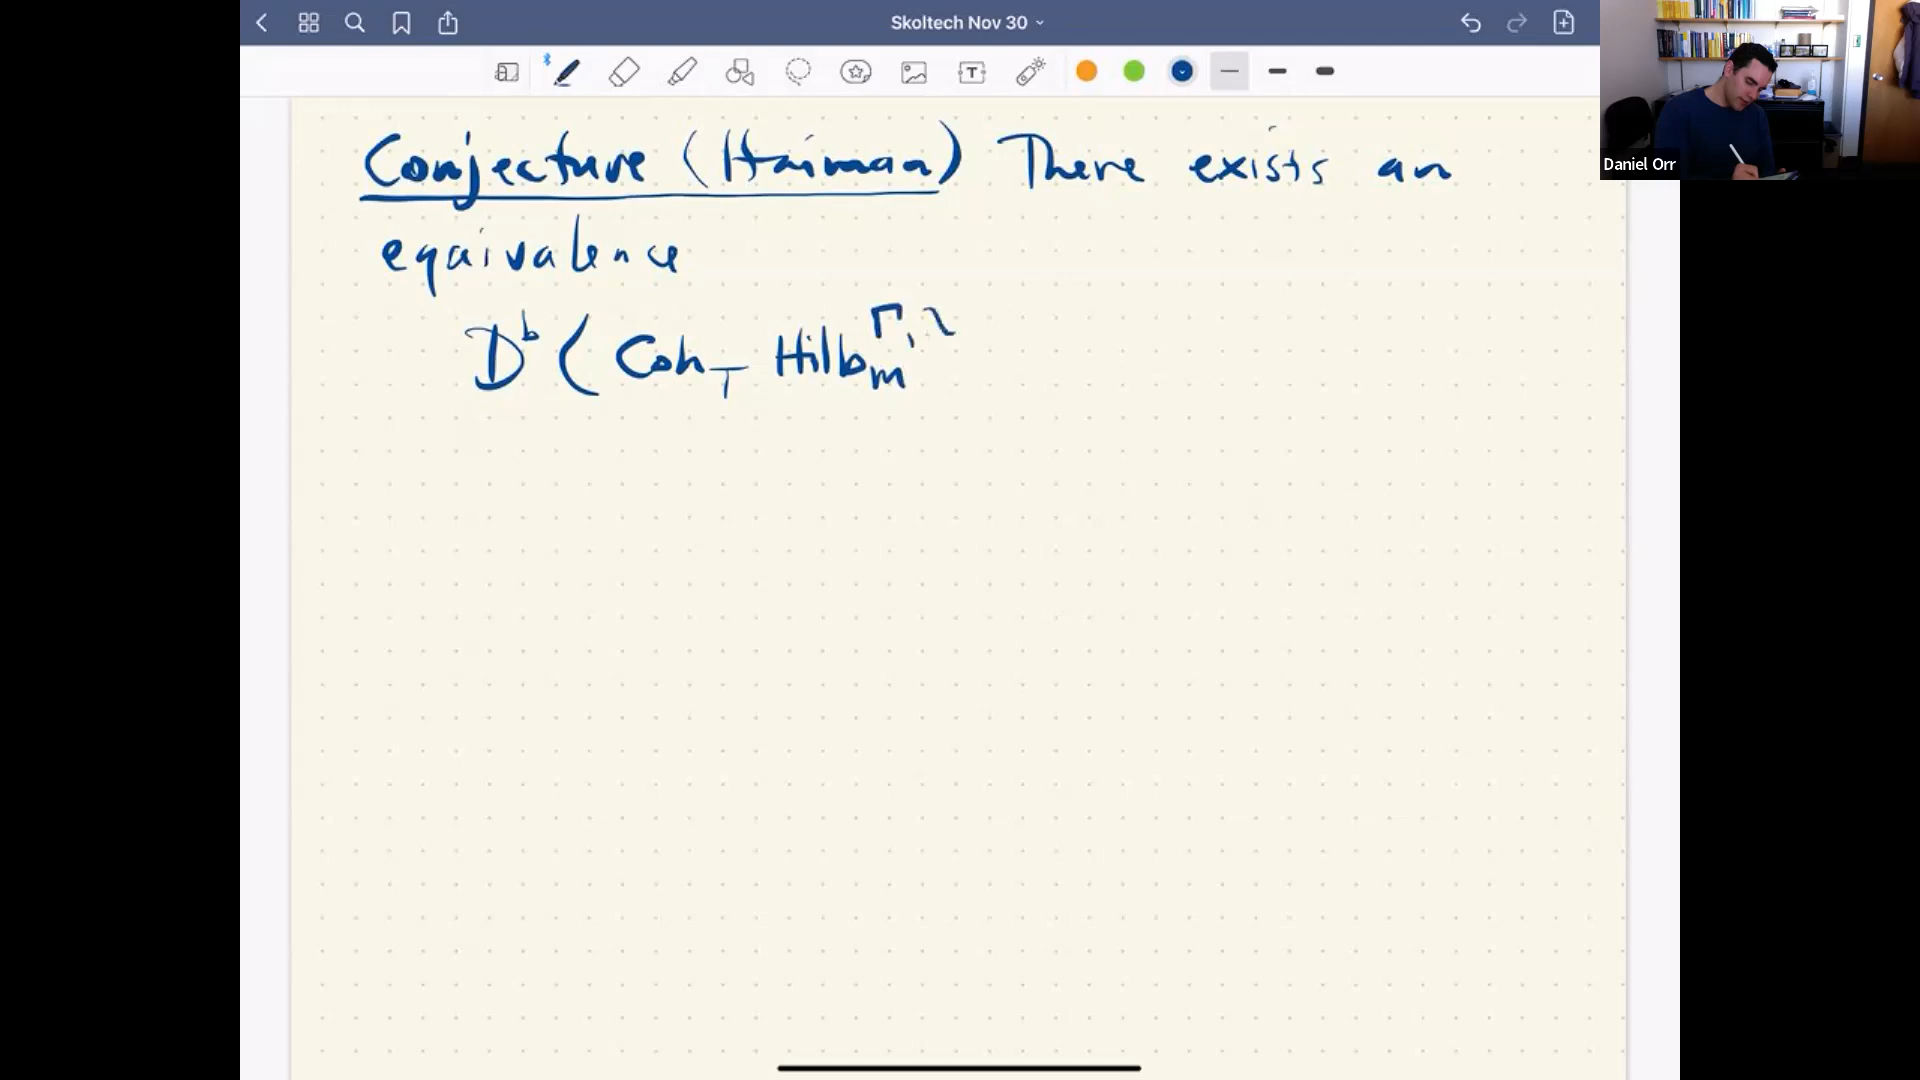 Skoltech Nov 30
Daniel Orr
Conjecture (Haiman) There exists an
equivalence
D^b ( Coh_T Hilb_m^{Γ,